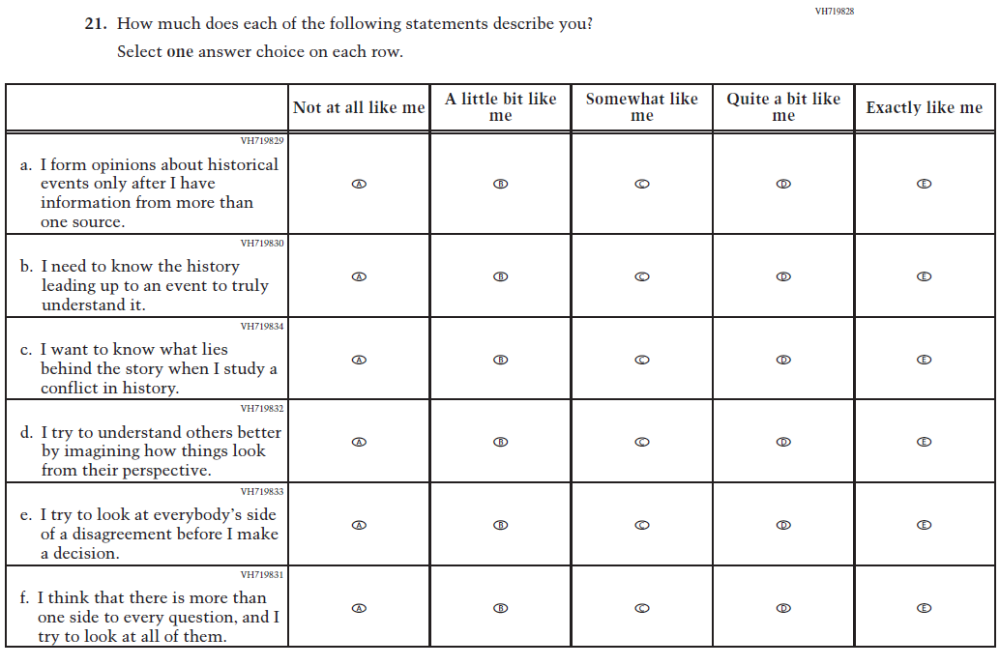 VH719828
21. How much does each of the following statements describe you?
Select one answer choice on each row.
Not at all like me
A little bit like
me
Somewhat like
me
Quite a bit like
me
Exactly like me
VH719829
a. I form opinions about historical
events only after I have
information from more than
one source.
A B C D E
VH719830
b. I need to know the history
leading up to an event to truly
understand it.
A B C D E
VH719834
c. I want to know what lies
behind the story when I study a
conflict in history.
A B C D E
VH719832
d. I try to understand others better
by imagining how things look
from their perspective.
A B C D E
VH719833
e. I try to look at everybody’s side
of a disagreement before I make
a decision.
A B C D E
VH719831
f. I think that there is more than
one side to every question, and I
try to look at all of them.
A B C D E